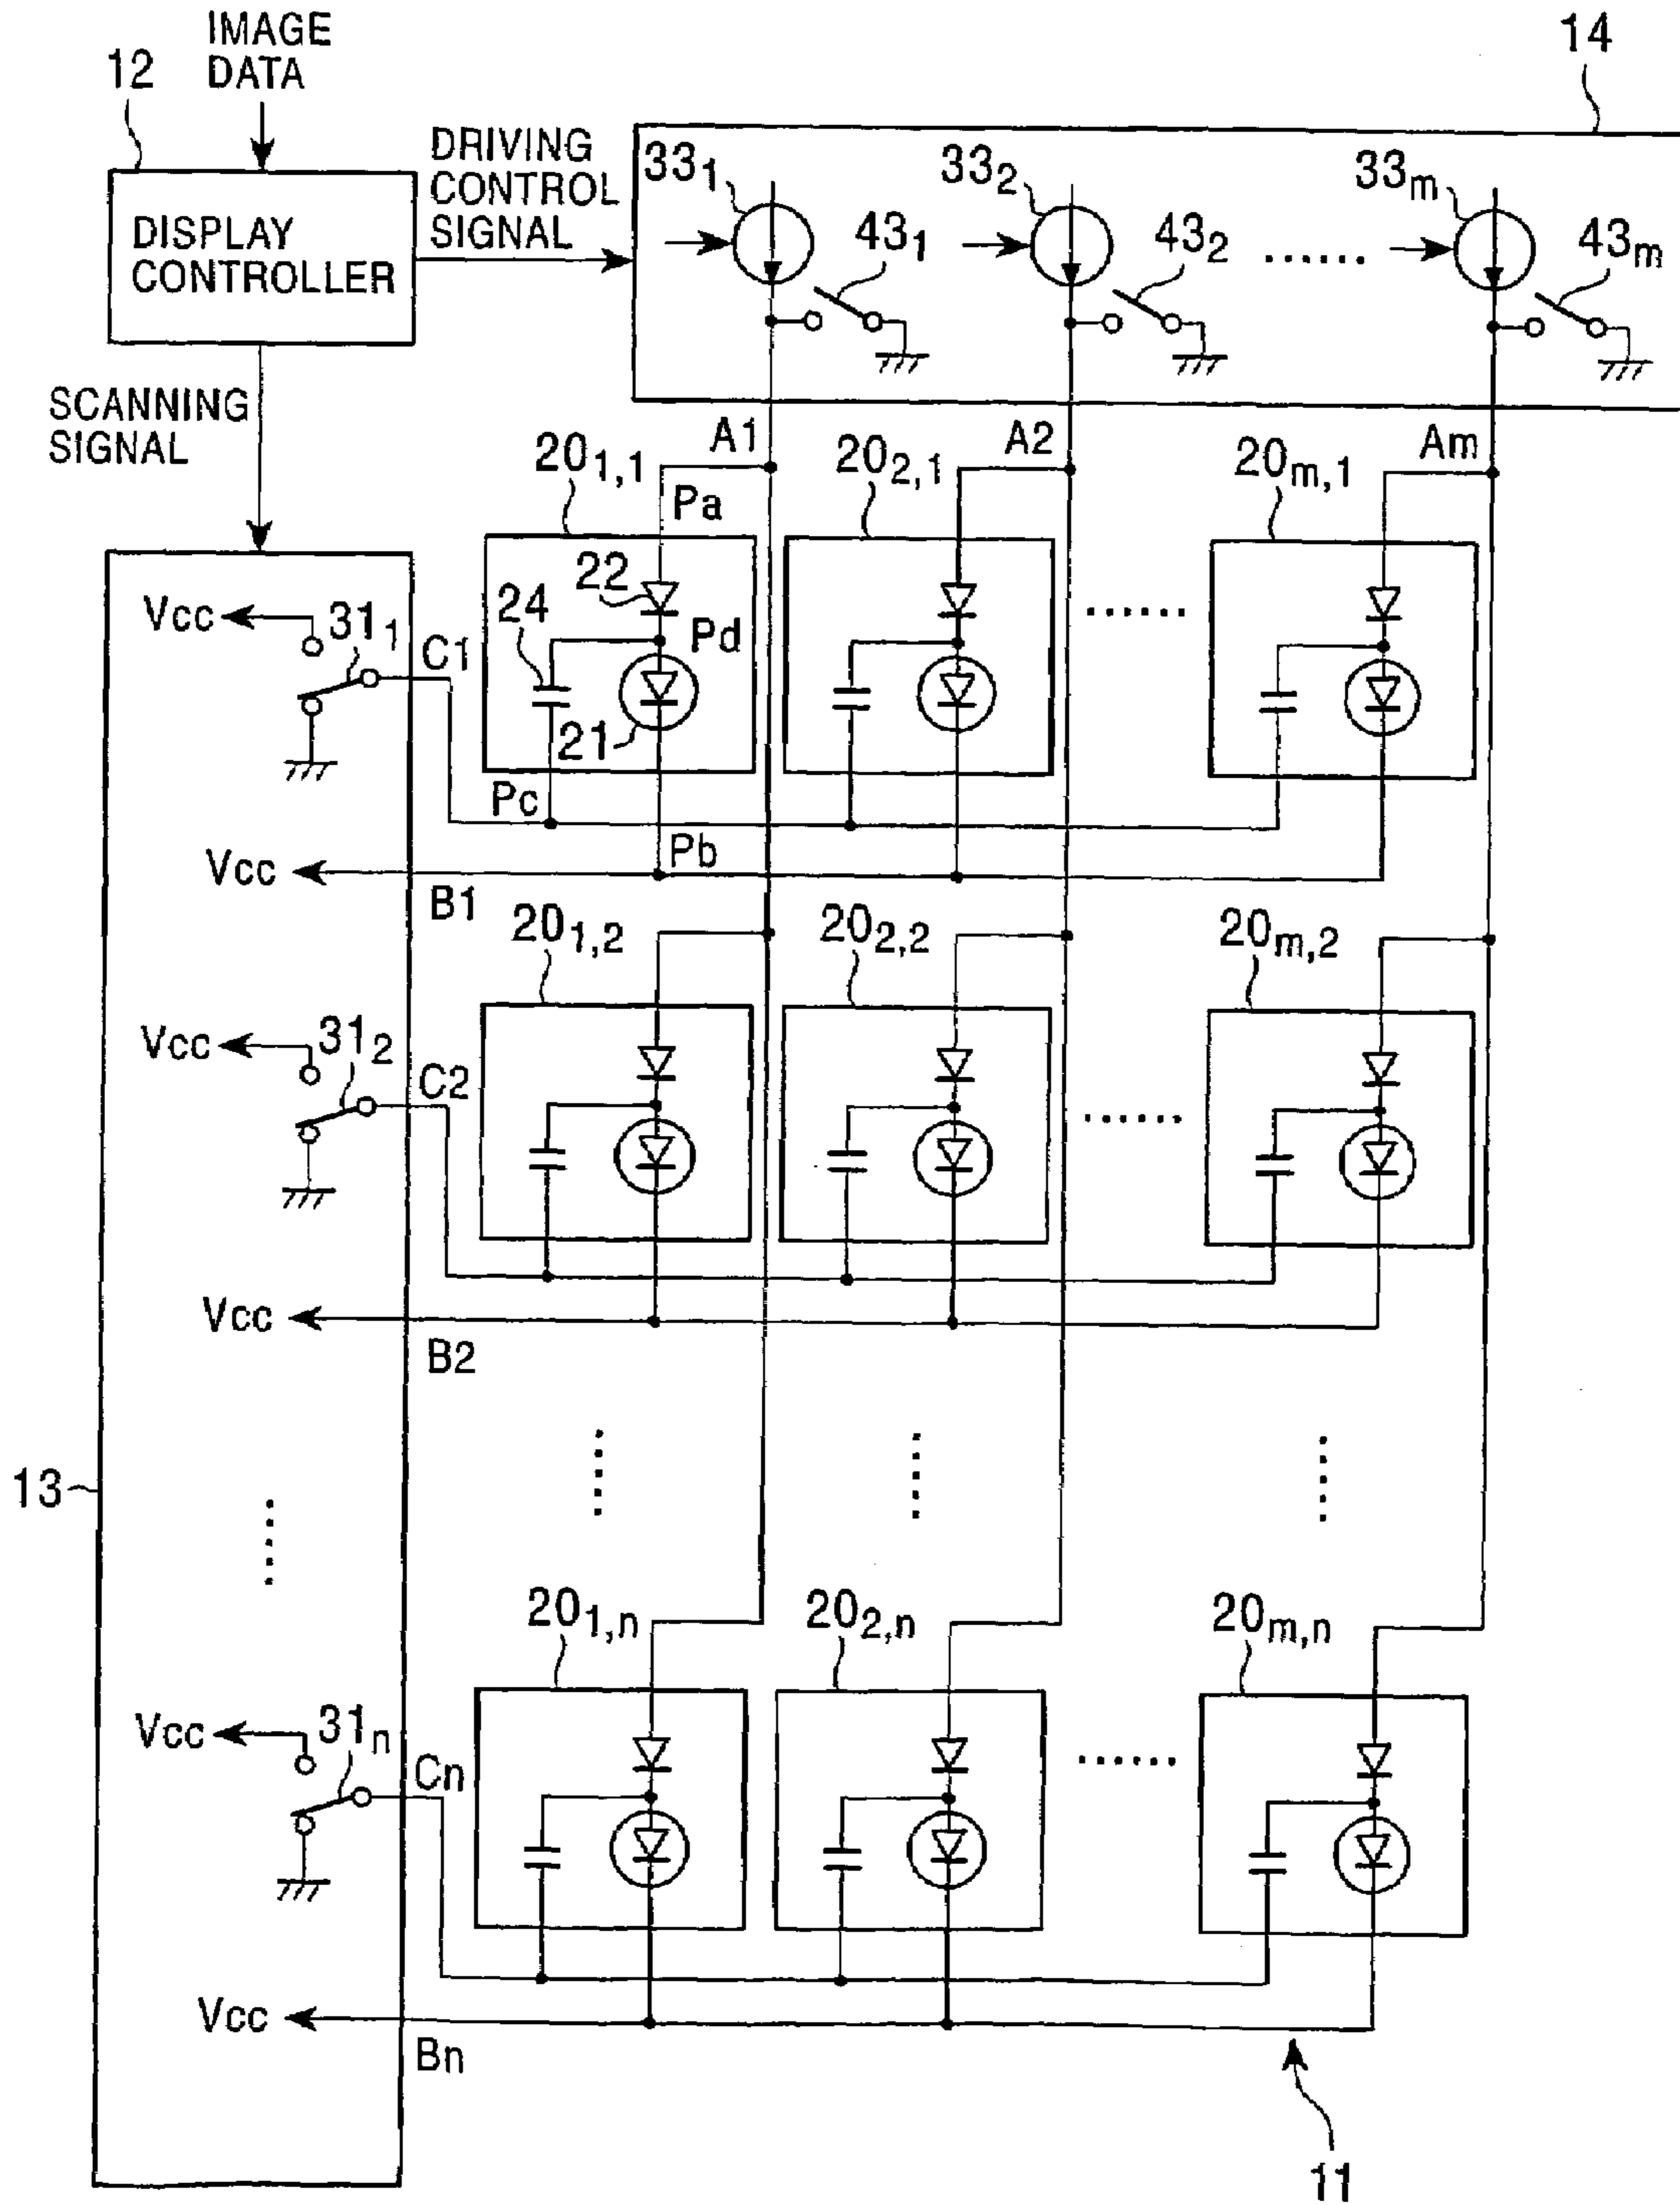 IMAGE
DATA
12
14
DRIVING
CONTROL
SIGNAL
DISPLAY
CONTROLLER
33₁
33₂
33ₘ
43₁
43₂
43ₘ
......
SCANNING
SIGNAL
A1
A2
Am
20₁,₁
20₂,₁
20ₘ,₁
Pa
22
24
Pd
21
......
Vcc
31₁
C1
Pc
Pb
Vcc
B1
20₁,₂
20₂,₂
20ₘ,₂
Vcc
31₂
C2
......
Vcc
B2
13
20₁,ₙ
20₂,ₙ
20ₘ,ₙ
Vcc
31ₙ
Cn
......
Vcc
Bn
11